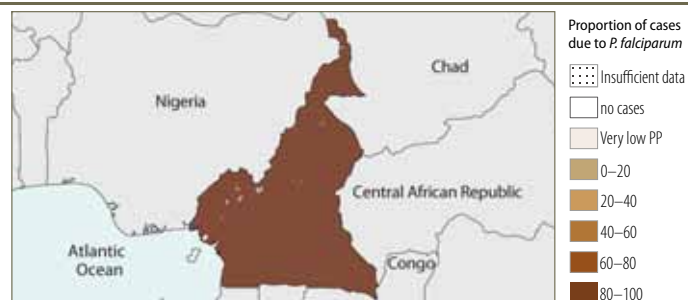 Proportion of cases
due to P. falciparum
Insufficient data
no cases
Very low PP
0–20
20–40
40–60
60–80
80–100
Chad
Nigeria
Central African Republic
Atlantic
Ocean
Congo